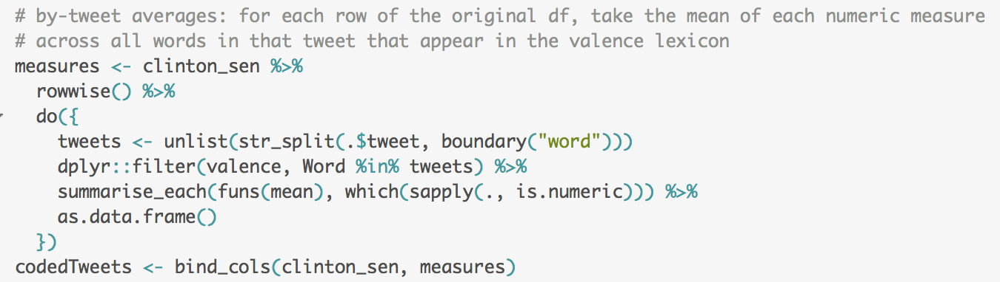 # by-tweet averages: for each row of the original df, take the mean of each numeric measure
# across all words in that tweet that appear in the valence lexicon
measures <- clinton_sen %>%
  rowwise() %>%
  do({
    tweets <- unlist(str_split(.$tweet, boundary("word")))
    dplyr::filter(valence, Word %in% tweets) %>%
    summarise_each(funs(mean), which(sapply(., is.numeric))) %>%
    as.data.frame()
  })
codedTweets <- bind_cols(clinton_sen, measures)